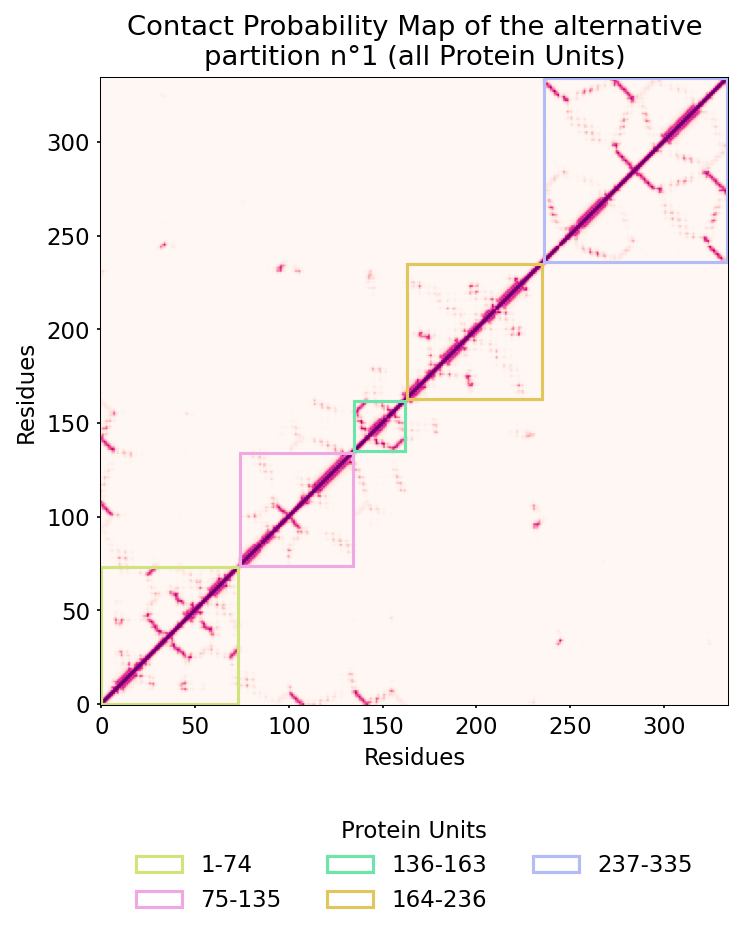 Contact Probability Map of the alternative
partition n°1 (all Protein Units)
300
250
200
150
100
50
0
Residues
0 50 100 150 200 250 300
Residues
Protein Units
1-74 136-163 237-335
75-135 164-236